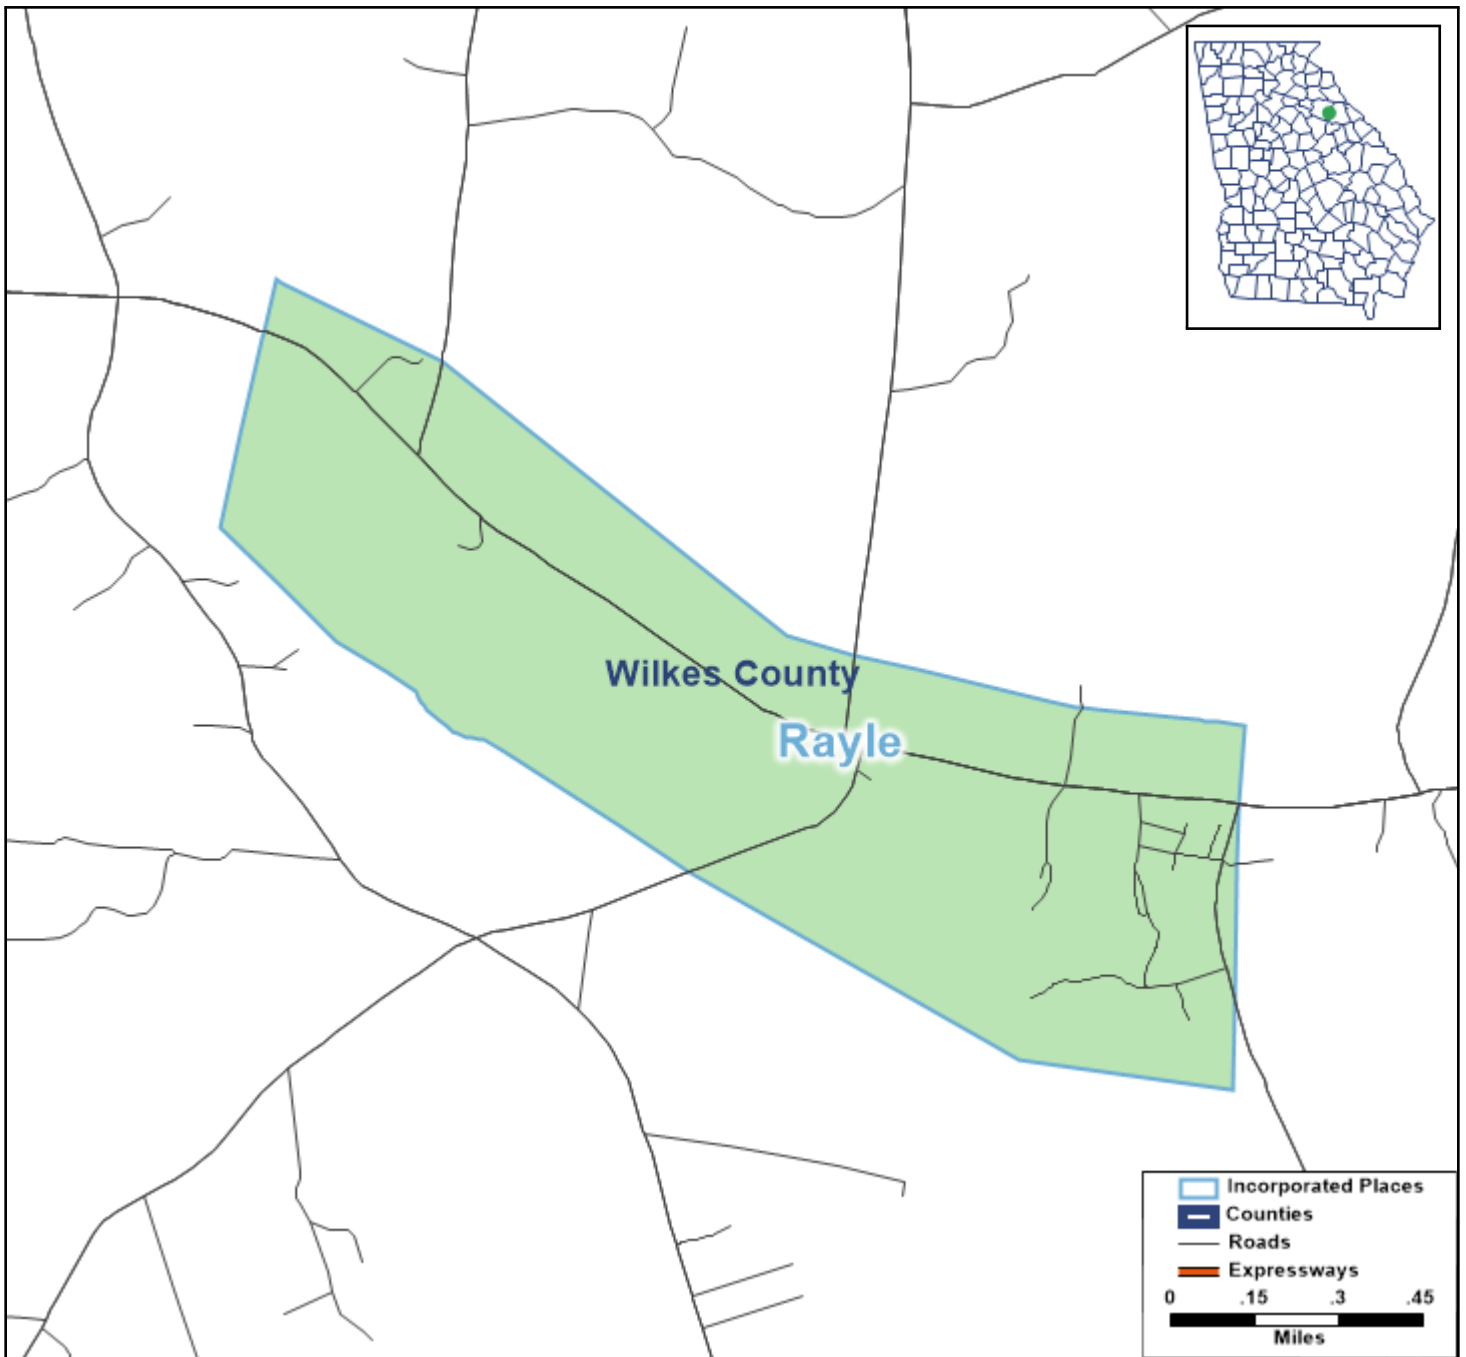 Wilkes County
Rayle
Incorporated Places
Counties
Roads
Expressways
0 .15 .3 .45
Miles